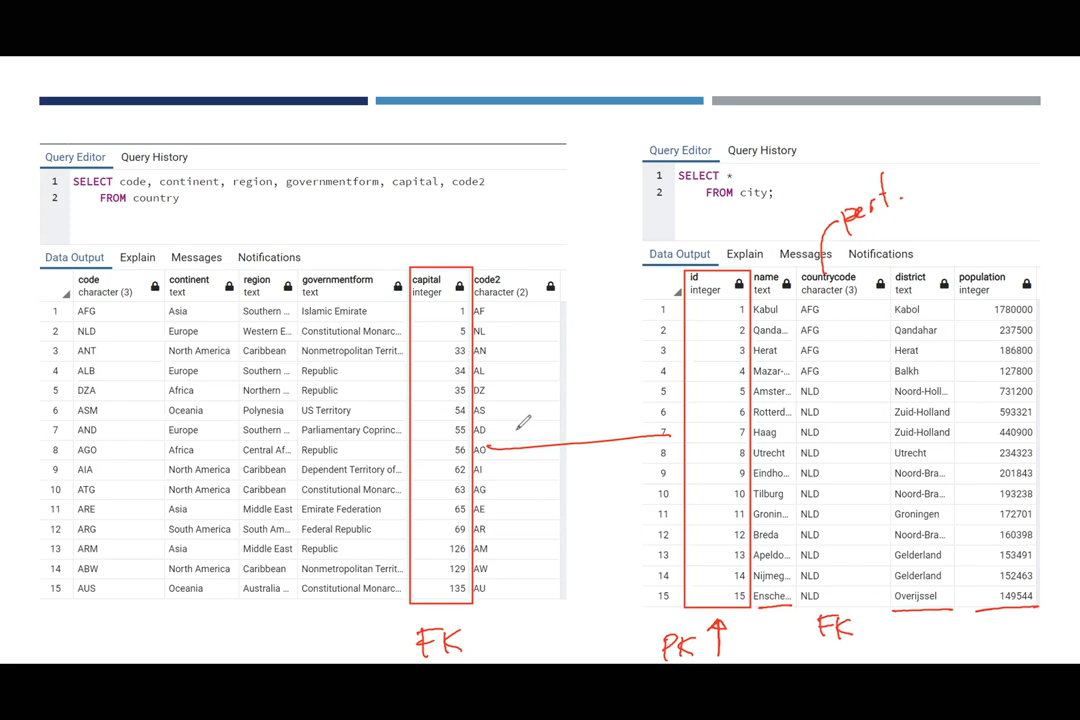 Query Editor Query History
1 SELECT code, continent, region, governmentform, capital, code2
2 FROM country
Data Output Explain Messages Notifications
code continent region governmentform capital code2
character (3) text text text integer character (2)
1 AFG Asia Southern ... Islamic Emirate 1 AF
2 NLD Europe Western E... Constitutional Monarc... 5 NL
3 ANT North America Caribbean Nonmetropolitan Territ... 33 AN
4 ALB Europe Southern ... Republic 34 AL
5 DZA Africa Northern ... Republic 35 DZ
6 ASM Oceania Polynesia US Territory 54 AS
7 AND Europe Southern ... Parliamentary Coprinc... 55 AD
8 AGO Africa Central Af... Republic 56 AO
9 AIA North America Caribbean Dependent Territory of... 62 AI
10 ATG North America Caribbean Constitutional Monarc... 63 AG
11 ARE Asia Middle East Emirate Federation 65 AE
12 ARG South America South Am... Federal Republic 69 AR
13 ARM Asia Middle East Republic 126 AM
14 ABW North America Caribbean Nonmetropolitan Territ... 129 AW
15 AUS Oceania Australia ... Constitutional Monarc... 135 AU
FK
Query Editor Query History
1 SELECT *
2 FROM city;
Data Output Explain Messages Notifications
id name countrycode district population
integer text character (3) text integer
1 1 Kabul AFG Kabol 1780000
2 2 Qanda... AFG Qandahar 237500
3 3 Herat AFG Herat 186800
4 4 Mazar-... AFG Balkh 127800
5 5 Amster... NLD Noord-Holl... 731200
6 6 Rotterd... NLD Zuid-Holland 593321
7 7 Haag NLD Zuid-Holland 440900
8 8 Utrecht NLD Utrecht 234323
9 9 Eindho... NLD Noord-Bra... 201843
10 10 Tilburg NLD Noord-Bra... 193238
11 11 Gronin... NLD Groningen 172701
12 12 Breda NLD Noord-Bra... 160398
13 13 Apeldo... NLD Gelderland 153491
14 14 Nijmeg... NLD Gelderland 152463
15 15 Ensche... NLD Overijssel 149544
PK FK